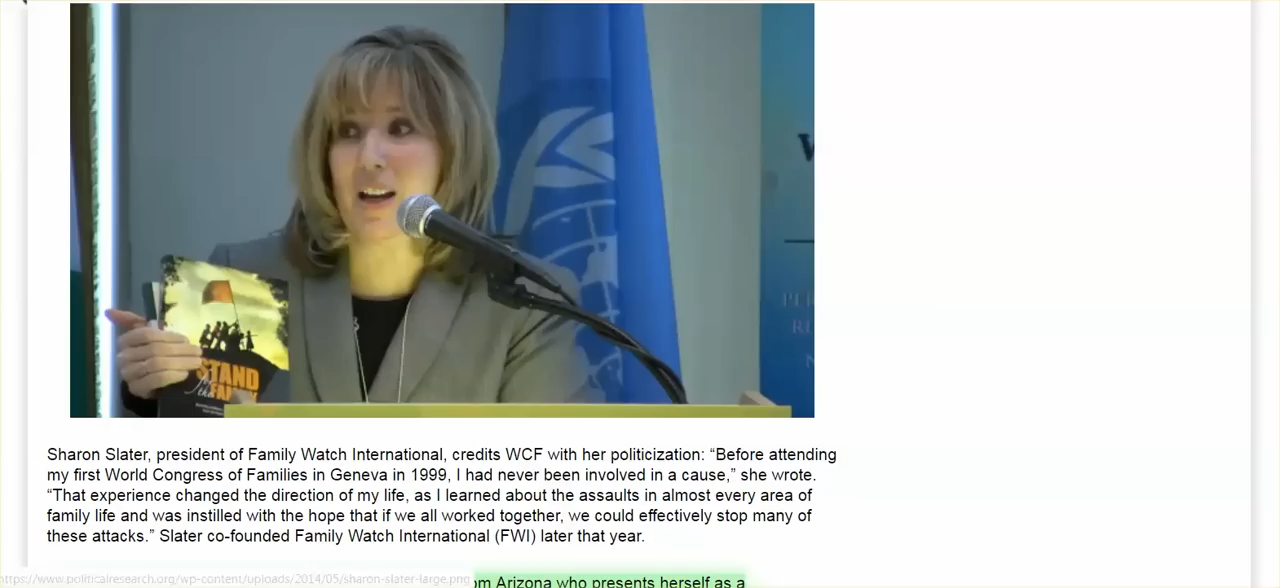 STAND
for the
FAMILY
Sharon Slater, president of Family Watch International, credits WCF with her politicization: “Before attending
my first World Congress of Families in Geneva in 1999, I had never been involved in a cause,” she wrote.
“That experience changed the direction of my life, as I learned about the assaults in almost every area of
family life and was instilled with the hope that if we all worked together, we could effectively stop many of
these attacks.” Slater co-founded Family Watch International (FWI) later that year.
https://www.politicalresearch.org/wp-content/uploads/2014/05/sharon-slater-large.png
Arizona who presents herself as a